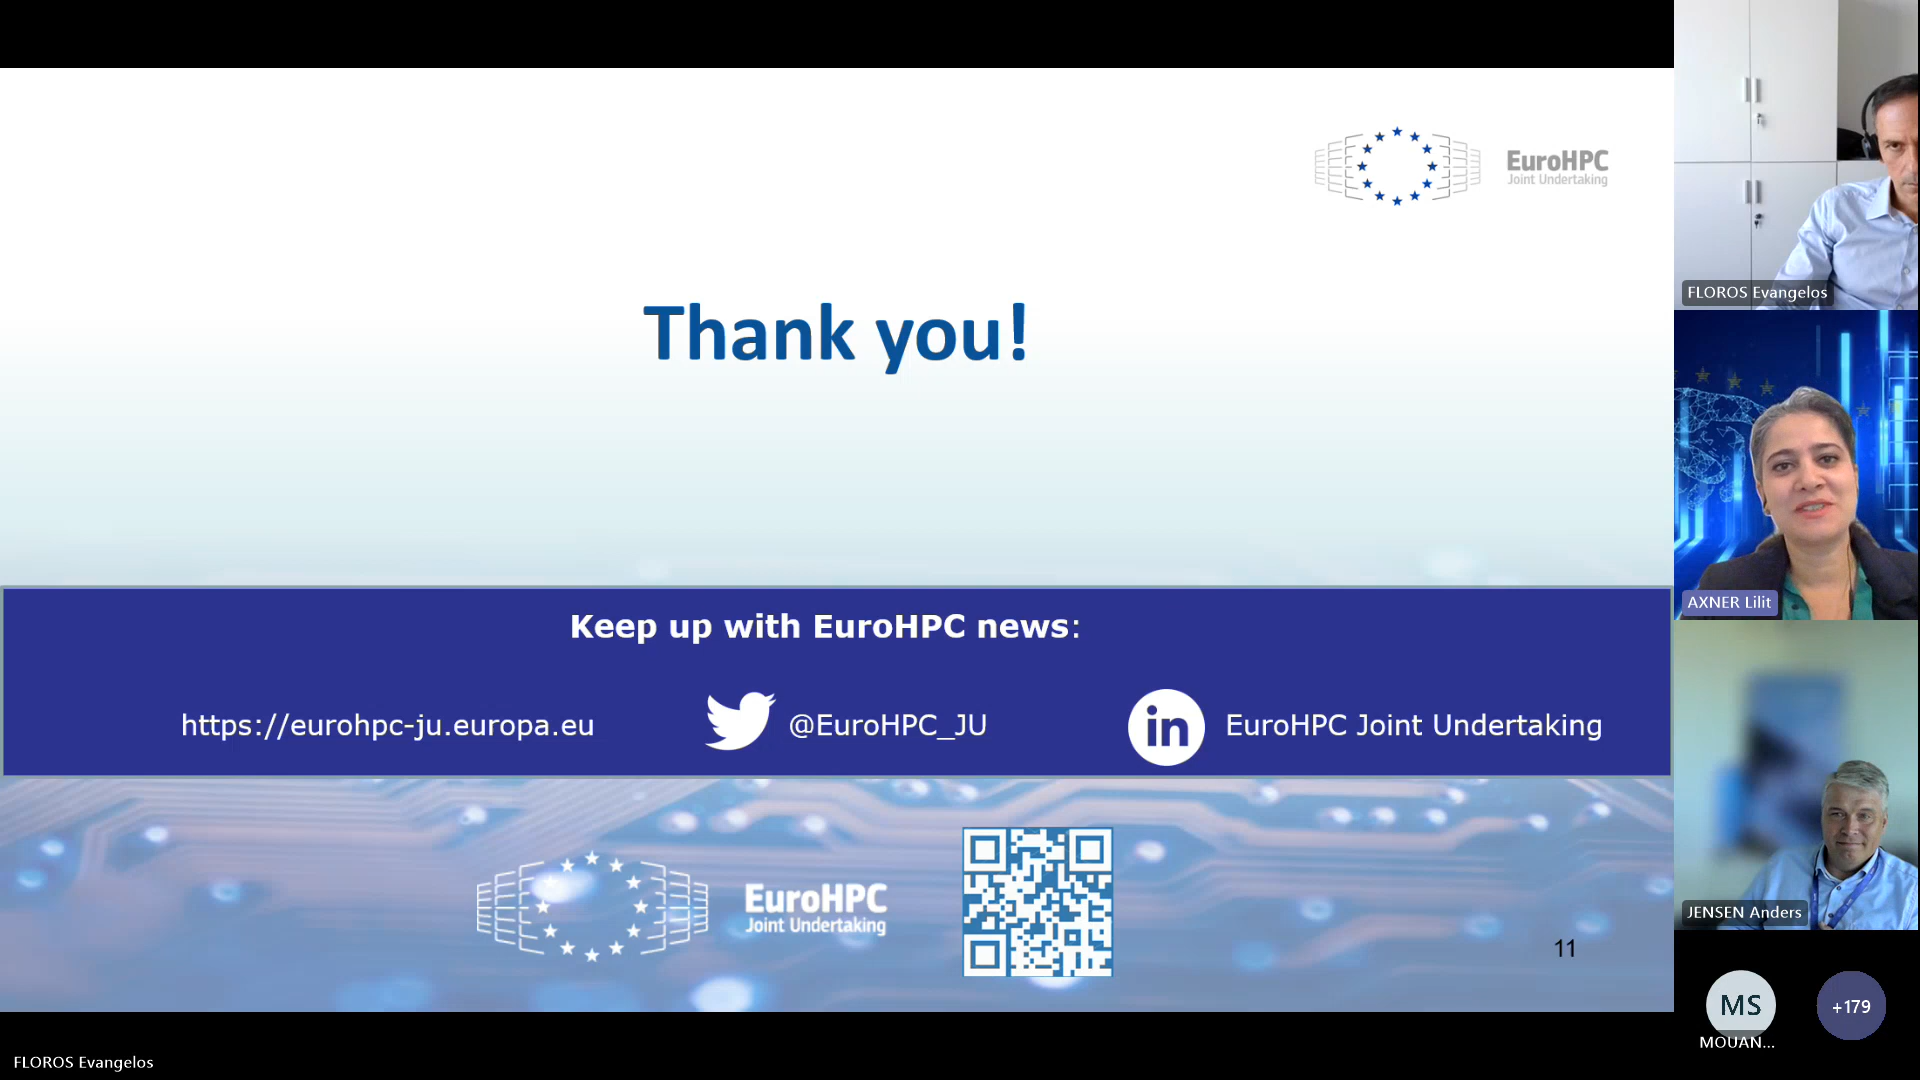 EuroHPC
Joint Undertaking
Thank you!
Keep up with EuroHPC news:
https://eurohpc-ju.europa.eu
@EuroHPC_JU
in
EuroHPC Joint Undertaking
EuroHPC
Joint Undertaking
11
FLOROS Evangelos
AXNER Lilit
JENSEN Anders
MS
MOUAN...
+179
FLOROS Evangelos